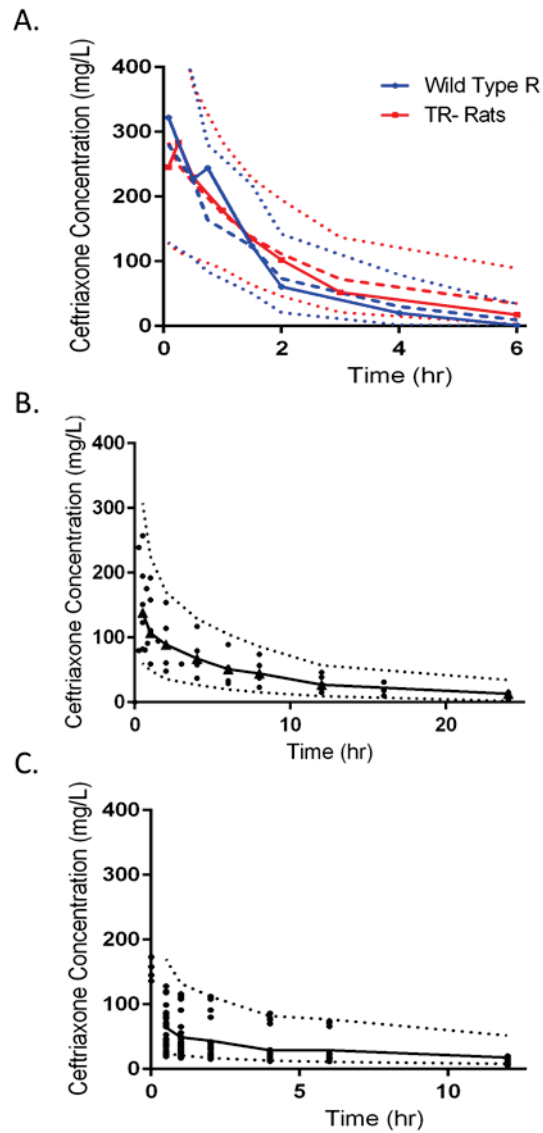 A.
Ceftriaxone Concentration (mg/L)
400
300
200
100
0
0 2 4 6
Time (hr)
Wild Type R
TR- Rats
B.
Ceftriaxone Concentration (mg/L)
400
300
200
100
0
0 10 20
Time (hr)
C.
Ceftriaxone Concentration (mg/L)
400
300
200
100
0
0 5 10
Time (hr)